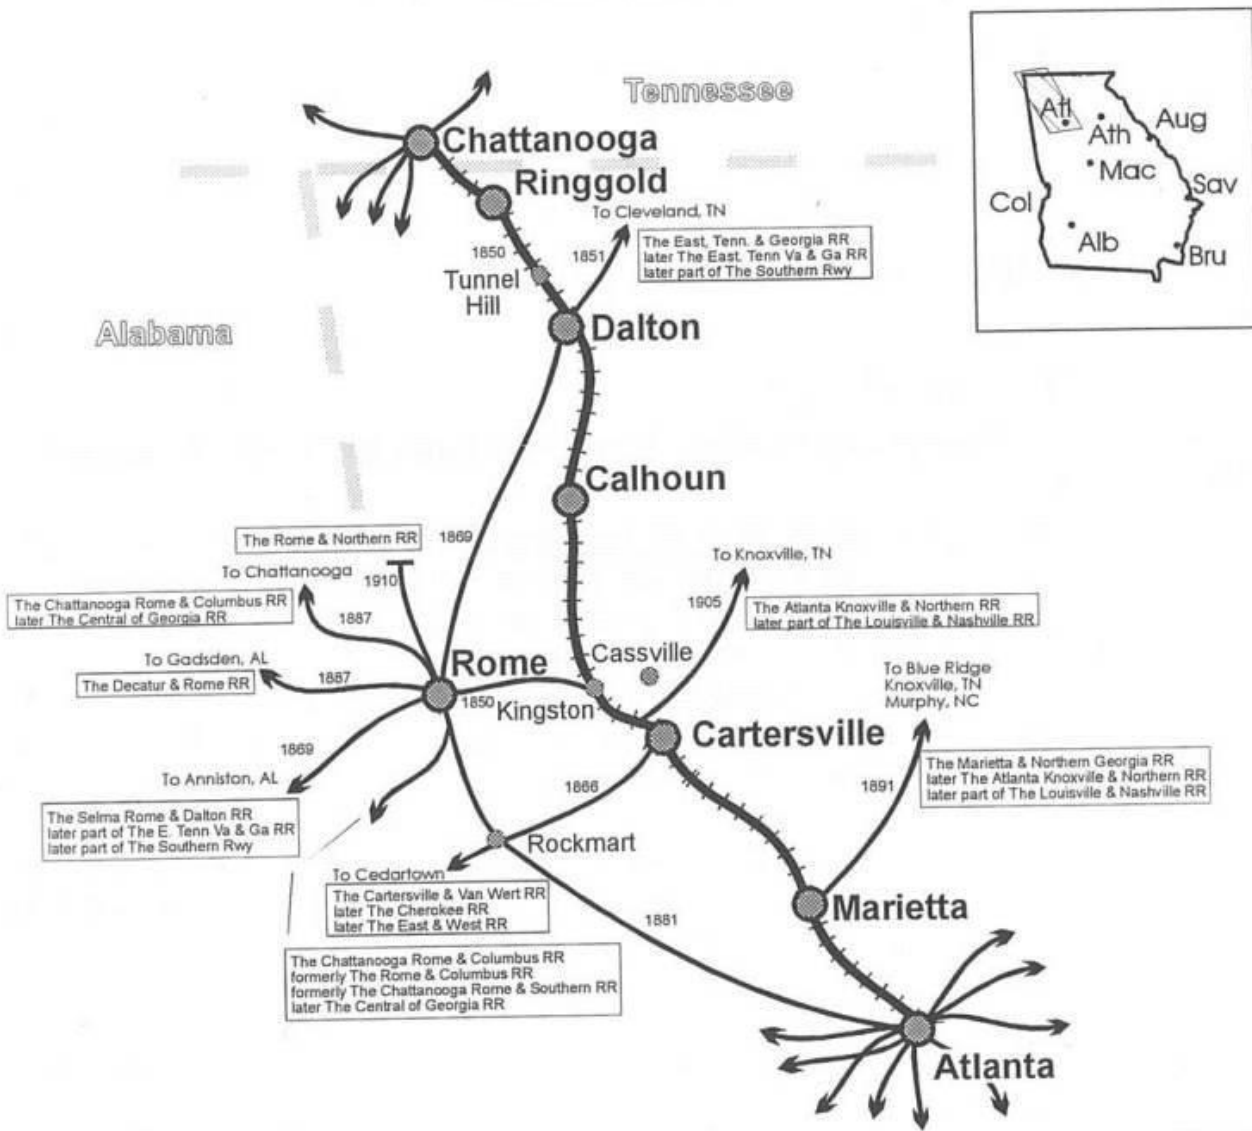 Tennessee
Chattanooga
Ringgold
To Cleveland, TN
1850
1851
The East, Tenn. & Georgia RR
later The East. Tenn Va & Ga RR
later part of The Southern Rwy
Tunnel
Hill
Alabama
Dalton
Atl
Ath
Aug
Mac
Sav
Col
Alb
Bru
Calhoun
The Rome & Northern RR
1869
To Chattanooga
1910
To Knoxville, TN
The Chattanooga Rome & Columbus RR
later The Central of Georgia RR
1887
1905
The Atlanta Knoxville & Northern RR
later part of The Louisville & Nashville RR
To Gadsden, AL
The Decatur & Rome RR
1887
Rome
1850
Kingston
Cassville
To Blue Ridge
Knoxville, TN
Murphy, NC
Cartersville
1869
To Anniston, AL
The Selma Rome & Dalton RR
later part of The E. Tenn Va & Ga RR
later part of The Southern Rwy
1866
The Marietta & Northern Georgia RR
later The Atlanta Knoxville & Northern RR
later part of The Louisville & Nashville RR
1891
Rockmart
To Cedartown
The Cartersville & Van Wert RR
later The Cherokee RR
later The East & West RR
1881
Marietta
The Chattanooga Rome & Columbus RR
formerly The Rome & Columbus RR
formerly The Chattanooga Rome & Southern RR
later The Central of Georgia RR
Atlanta